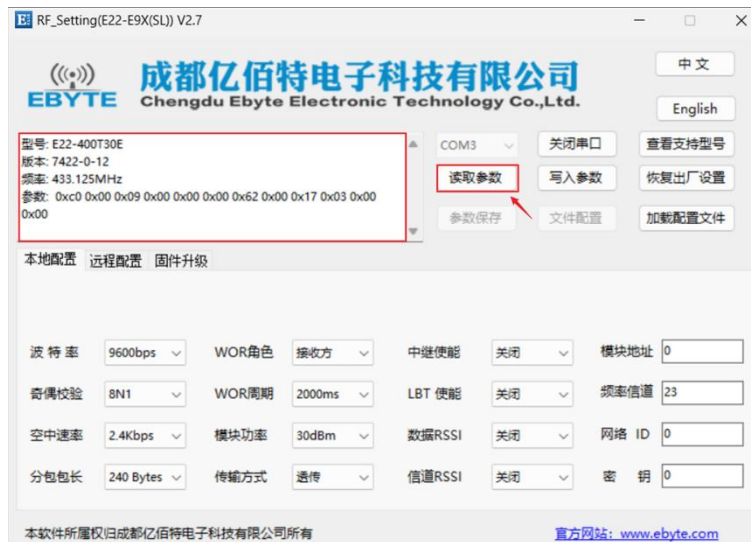 RF_Setting(E22-E9X(SL)) V2.7
EBYTE
成都亿佰特电子科技有限公司
Chengdu Ebyte Electronic Technology Co.,Ltd.
中 文
English
型号: E22-400T30E
版本: 7422-0-12
频率: 433.125MHz
参数: 0xc0 0x00 0x09 0x00 0x00 0x00 0x62 0x00 0x17 0x03 0x00
0x00
COM3 关闭串口 查看支持型号
读取参数 写入参数 恢复出厂设置
参数保存 文件配置 加载配置文件
本地配置 远程配置 固件升级
波 特 率 9600bps WOR角色 接收方 中继使能 关闭 模块地址 0
奇偶校验 8N1 WOR周期 2000ms LBT 使能 关闭 频率信道 23
空中速率 2.4Kbps 模块功率 30dBm 数据RSSI 关闭 网络 ID 0
分包包长 240 Bytes 传输方式 透传 信道RSSI 关闭 密 钥 0
本软件所属权归成都亿佰特电子科技有限公司所有 官方网站: www.ebyte.com